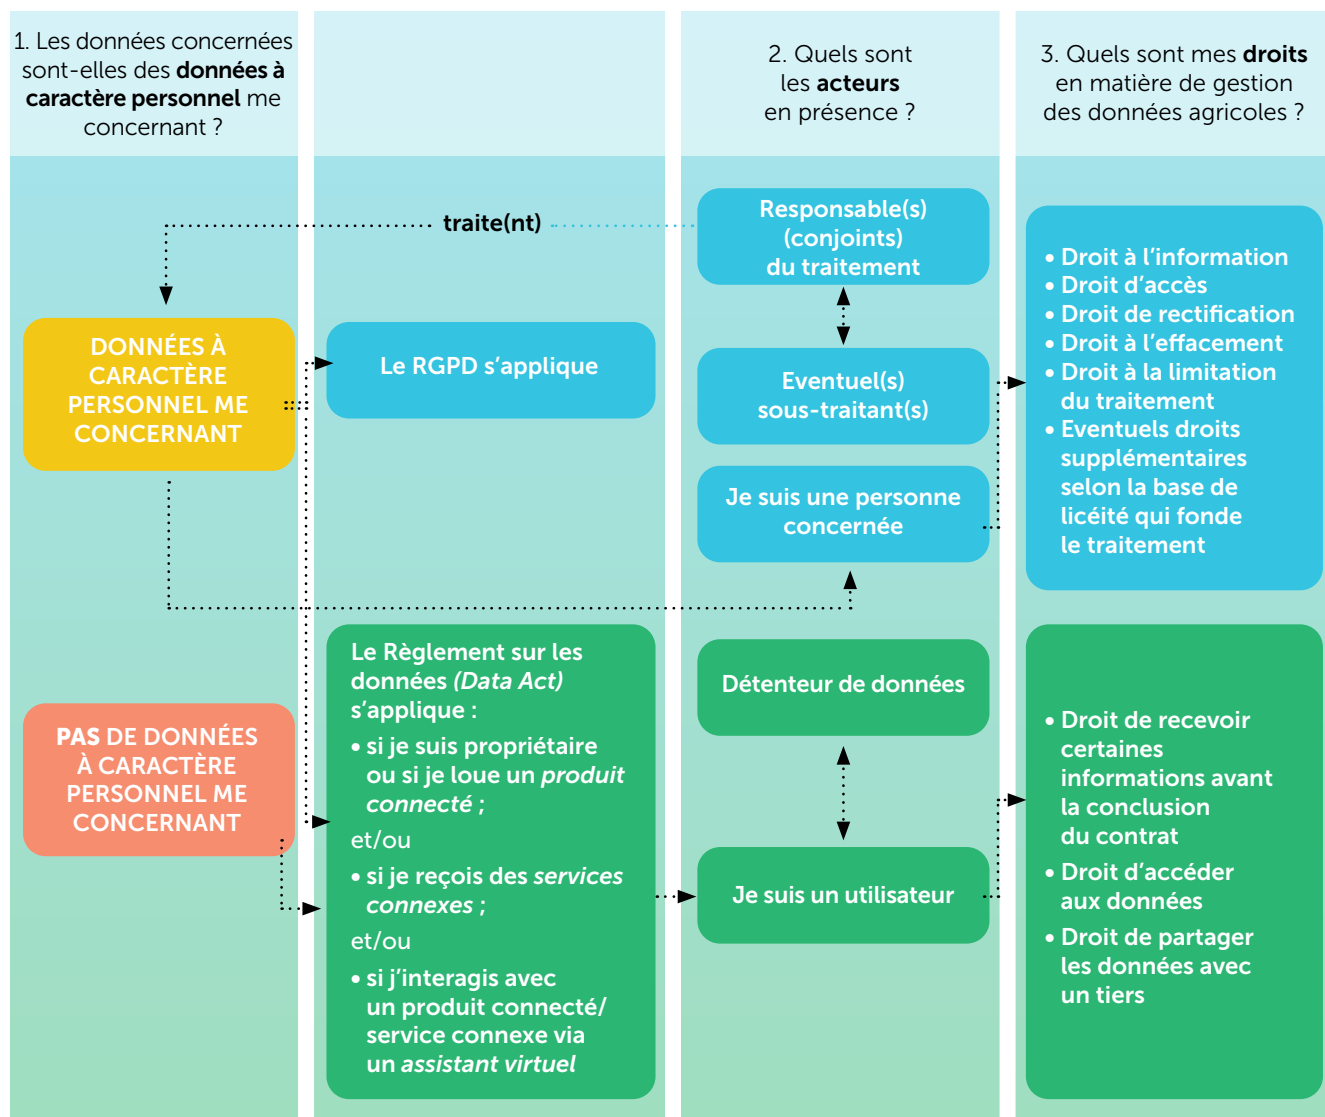 1. Les données concernées
sont-elles des données à
caractère personnel me
concernant ?
2. Quels sont
les acteurs
en présence ?
3. Quels sont mes droits
en matière de gestion
des données agricoles ?
traite(nt)
Responsable(s)
(conjoints)
du traitement
DONNÉES À
CARACTÈRE
PERSONNEL ME
CONCERNANT
Le RGPD s'applique
Eventuel(s)
sous-traitant(s)
Je suis une personne
concernée
• Droit à l'information
• Droit d'accès
• Droit de rectification
• Droit à l'effacement
• Droit à la limitation
du traitement
• Eventuels droits
supplémentaires
selon la base de
licéité qui fonde
le traitement
PAS DE DONNÉES
À CARACTÈRE
PERSONNEL ME
CONCERNANT
Le Règlement sur les
données (Data Act)
s'applique :
• si je suis propriétaire
ou si je loue un produit
connecté ;
et/ou
• si je reçois des services
connexes ;
et/ou
• si j'interagis avec
un produit connecté/
service connexe via
un assistant virtuel
Détenteur de données
Je suis un utilisateur
• Droit de recevoir
certaines
informations avant
la conclusion
du contrat
• Droit d'accéder
aux données
• Droit de partager
les données avec
un tiers